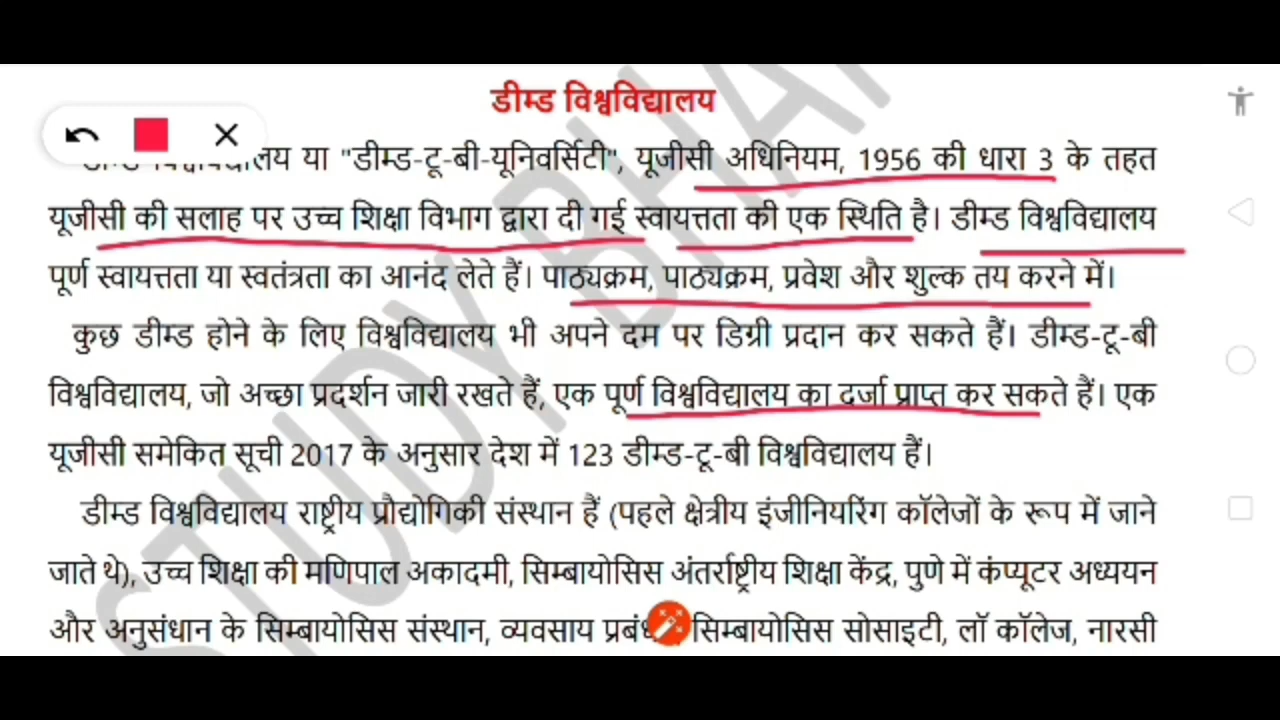 डीम्ड विश्वविद्यालय
या "डीम्ड-टू-बी-यूनिवर्सिटी", यूजीसी अधिनियम, 1956 की धारा 3 के तहत
यूजीसी की सलाह पर उच्च शिक्षा विभाग द्वारा दी गई स्वायत्तता की एक स्थिति है। डीम्ड विश्वविद्यालय
पूर्ण स्वायत्तता या स्वतंत्रता का आनंद लेते हैं। पाठ्यक्रम, पाठ्यक्रम, प्रवेश और शुल्क तय करने में।
कुछ डीम्ड होने के लिए विश्वविद्यालय भी अपने दम पर डिग्री प्रदान कर सकते हैं। डीम्ड-टू-बी
विश्वविद्यालय, जो अच्छा प्रदर्शन जारी रखते हैं, एक पूर्ण विश्वविद्यालय का दर्जा प्राप्त कर सकते हैं। एक
यूजीसी समेकित सूची 2017 के अनुसार देश में 123 डीम्ड-टू-बी विश्वविद्यालय हैं।
डीम्ड विश्वविद्यालय राष्ट्रीय प्रौद्योगिकी संस्थान हैं (पहले क्षेत्रीय इंजीनियरिंग कॉलेजों के रूप में जाने
जाते थे), उच्च शिक्षा की मणिपाल अकादमी, सिम्बायोसिस अंतर्राष्ट्रीय शिक्षा केंद्र, पुणे में कंप्यूटर अध्ययन
और अनुसंधान के सिम्बायोसिस संस्थान, व्यवसाय सिम्बायोसिस सोसाइटी, लॉ कॉलेज, नारसी
STUDY